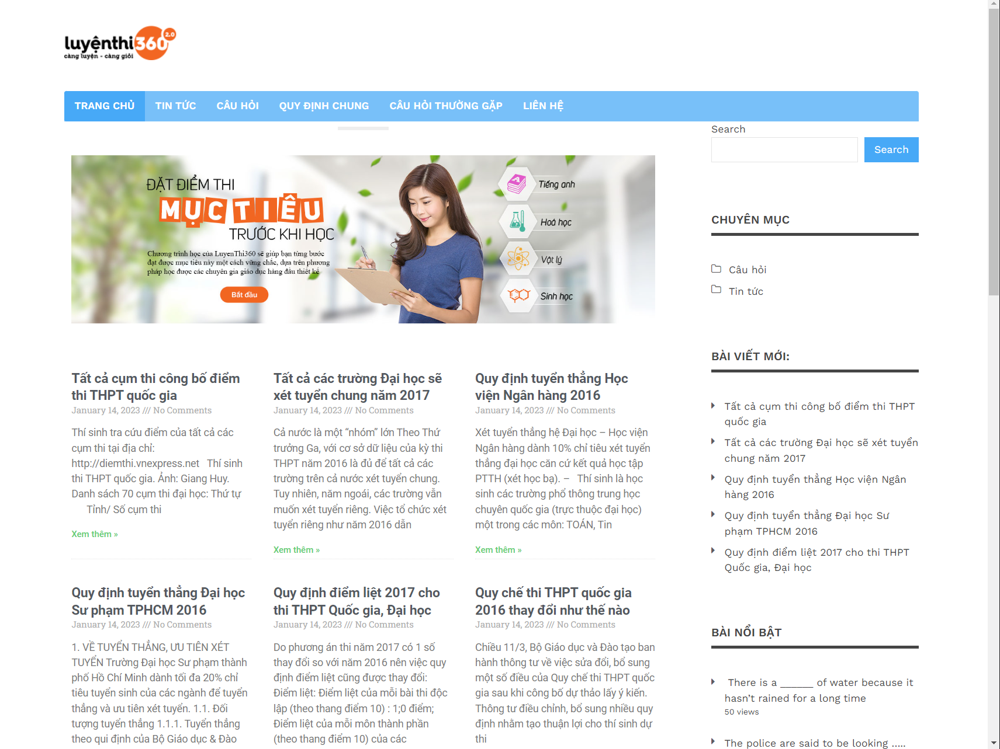 luyệnthi360 2.0
càng luyện - càng giỏi
TRANG CHỦ TIN TỨC CÂU HỎI QUY ĐỊNH CHUNG CÂU HỎI THƯỜNG GẶP LIÊN HỆ
ĐẶT ĐIỂM THI
MỤC TIÊU
TRƯỚC KHI HỌC
Chương trình học của LuyenThi360 sẽ giúp bạn từng bước
đạt được mục tiêu này một cách vững chắc, dựa trên phương
pháp học được các chuyên gia giáo dục hàng đầu thiết kế
Bắt đầu
Tiếng anh
Hoá học
Vật lý
Sinh học
Tất cả cụm thi công bố điểm
thi THPT quốc gia
January 14, 2023 /// No Comments
Thí sinh tra cứu điểm của tất cả các
cụm thi tại địa chỉ:
http://diemthi.vnexpress.net Thí sinh
thi THPT quốc gia. Ảnh: Giang Huy.
Danh sách 70 cụm thi đại học: Thứ tự
Tỉnh/ Số cụm thi
Xem thêm »
Tất cả các trường Đại học sẽ
xét tuyển chung năm 2017
January 14, 2023 /// No Comments
Cả nước là một “nhóm” lớn Theo Thứ
trưởng Ga, với cơ sở dữ liệu của kỳ thi
THPT năm 2016 là đủ để tất cả các
trường trên cả nước xét tuyển chung.
Tuy nhiên, năm ngoái, các trường vẫn
muốn xét tuyển riêng. Việc tổ chức xét
tuyển riêng như năm 2016 dẫn
Xem thêm »
Quy định tuyển thẳng Học
viện Ngân hàng 2016
January 14, 2023 /// No Comments
Xét tuyển thẳng hệ Đại học – Học viện
Ngân hàng dành 10% chỉ tiêu xét tuyển
thẳng đại học căn cứ kết quả học tập
PTTH (xét học bạ). – Thí sinh là học
sinh các trường phổ thông trung học
chuyên quốc gia (trực thuộc đại học)
một trong các môn: TOÁN, Tin
Xem thêm »
Quy định tuyển thẳng Đại học
Sư phạm TPHCM 2016
January 14, 2023 /// No Comments
1. VỀ TUYỂN THẲNG, ƯU TIÊN XÉT
TUYỂN Trường Đại học Sư phạm thành
phố Hồ Chí Minh dành tối đa 20% chỉ
tiêu tuyển sinh của các ngành để tuyển
thẳng và ưu tiên xét tuyển. 1.1. Đối
tượng tuyển thẳng 1.1.1. Tuyển thẳng
theo qui định của Bộ Giáo dục & Đào
Quy định điểm liệt 2017 cho
thi THPT Quốc gia, Đại học
January 14, 2023 /// No Comments
Do phương án thi năm 2017 có 1 số
thay đổi so với năm 2016 nên việc quy
định điểm liệt cũng được thay đổi:
Điểm liệt: Điểm liệt của mỗi bài thi độc
lập (theo thang điểm 10) : 1;0 điểm;
Điểm liệt của mỗi môn thành phần
(theo thang điểm 10) của các
Quy chế thi THPT quốc gia
2016 thay đổi như thế nào
January 14, 2023 /// No Comments
Chiều 11/3, Bộ Giáo dục và Đào tạo ban
hành thông tư về việc sửa đổi, bổ sung
một số điều của Quy chế thi THPT quốc
gia sau khi công bố dự thảo lấy ý kiến.
Thông tư điều chỉnh, bổ sung nhiều quy
định nhằm tạo thuận lợi cho thí sinh dự
thi
Search
Search
CHUYÊN MỤC
Câu hỏi
Tin tức
BÀI VIẾT MỚI:
Tất cả cụm thi công bố điểm thi THPT
quốc gia
Tất cả các trường Đại học sẽ xét tuyển
chung năm 2017
Quy định tuyển thẳng Học viện Ngân
hàng 2016
Quy định tuyển thẳng Đại học Sư
phạm TPHCM 2016
Quy định điểm liệt 2017 cho thi THPT
Quốc gia, Đại học
BÀI NỔI BẬT
There is a ______ of water because it
hasn’t rained for a long time
50 views
The police are said to be looking …..